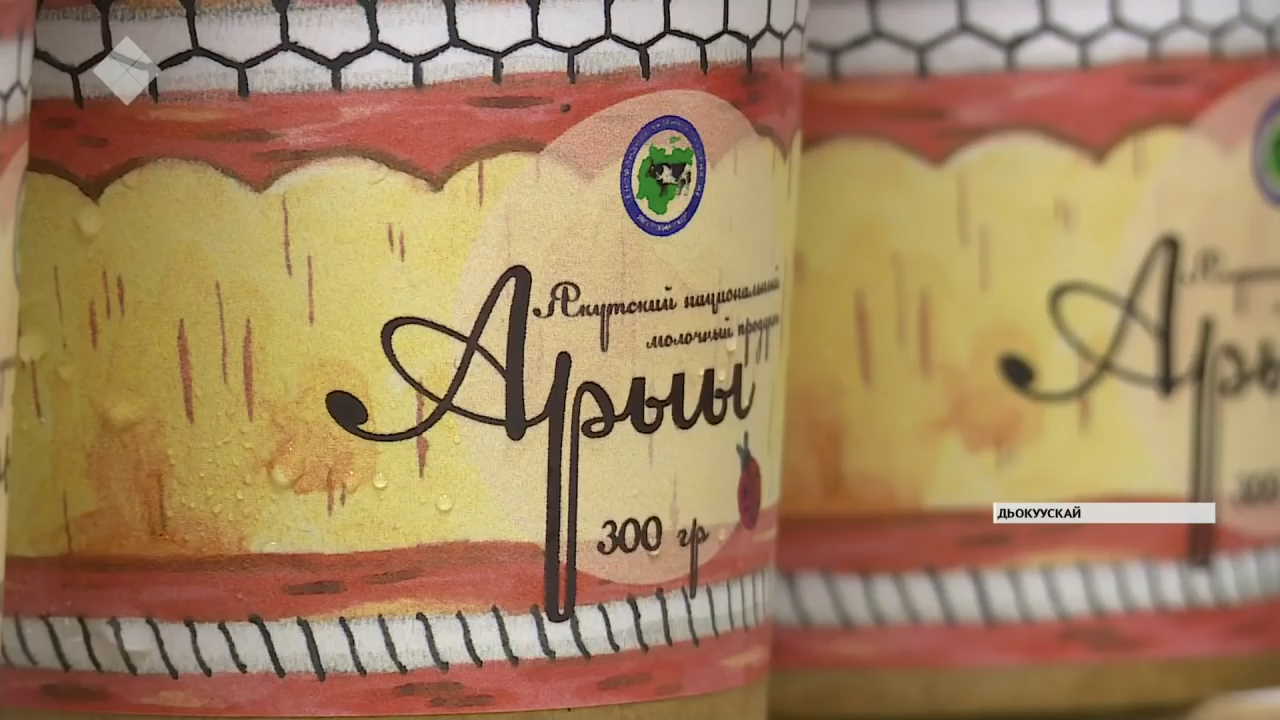 Якутский национальный
молочный продукт
Арыы
300 гр
ДЬОКУУСКАЙ